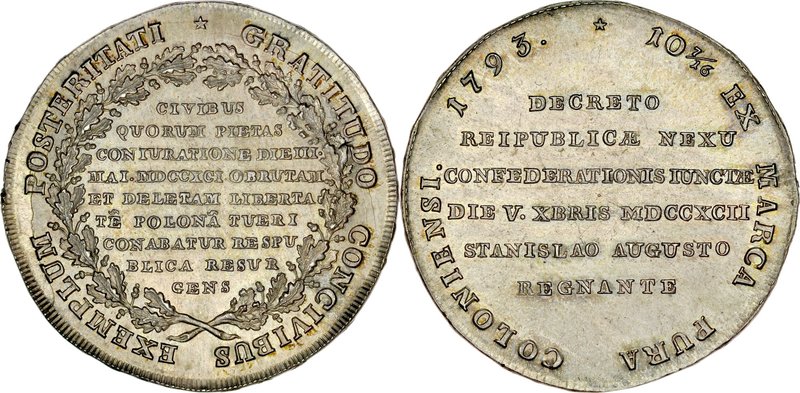 GRATITUDO CONCIVIBUS EXEMPLUM POSTERITATI
CIVIBUS
QUORUM PIETAS
CONIURATIONE DIE III.
MAI. MDCCXCI OBRUTAM
ET DELETAM LIBERTA
TÊ POLONÂ TUERI
CONABATUR RESPU
BLICA RESUR
GENS
1793. * 10 7/16 EX MARCA PURA COLONIENSI.
DECRETO
REIPUBLICÆ NEXU
CONFEDERATIONIS IUNCTÆ
DIE V. XBRIS MDCCXCII
STANISLAO AUGUSTO
REGNANTE